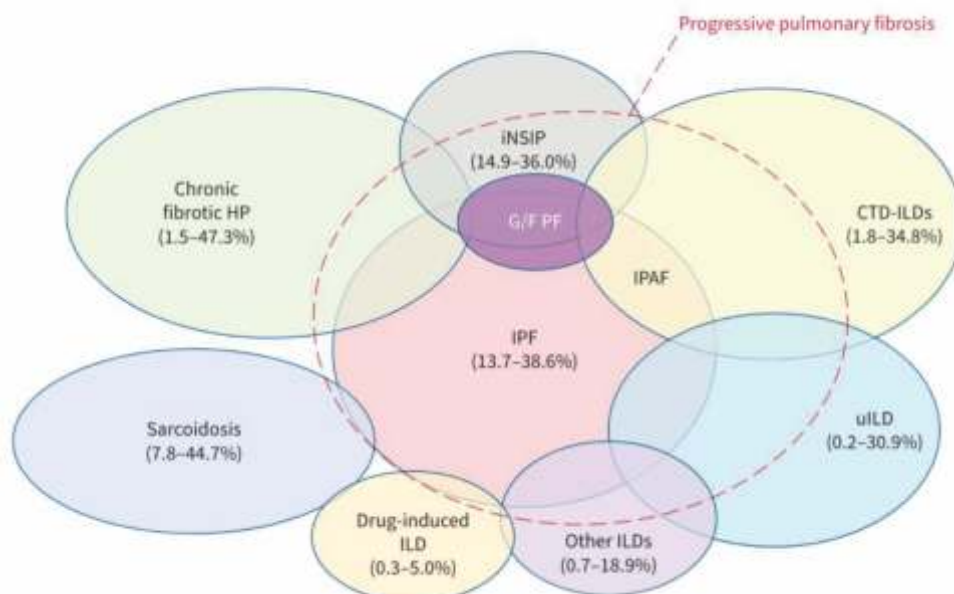 Progressive pulmonary fibrosis
iNSIP
(14.9–36.0%)
Chronic
fibrotic HP
(1.5–47.3%)
G/F PF
CTD-ILDs
(1.8–34.8%)
IPAF
IPF
(13.7–38.6%)
Sarcoidosis
(7.8–44.7%)
uILD
(0.2–30.9%)
Drug-induced
ILD
(0.3–5.0%)
Other ILDs
(0.7–18.9%)